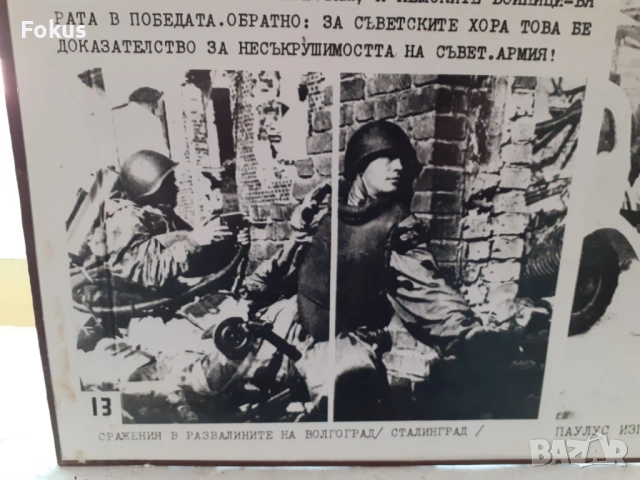 Fokus
РАТА В ПОБЕДАТА.ОБРАТНО: ЗА СЪВЕТСКИТЕ ХОРА ТОВА БЕ
ДОКАЗАТЕЛСТВО ЗА НЕСЪКРУШИМОСТТА НА СЪВЕТ.АРМИЯ!
13
СРАЖЕНИЯ В РАЗВАЛИНИТЕ НА ВОЛГОГРАД/ СТАЛИНГРАД /
ПАУЛУС
BAZAR